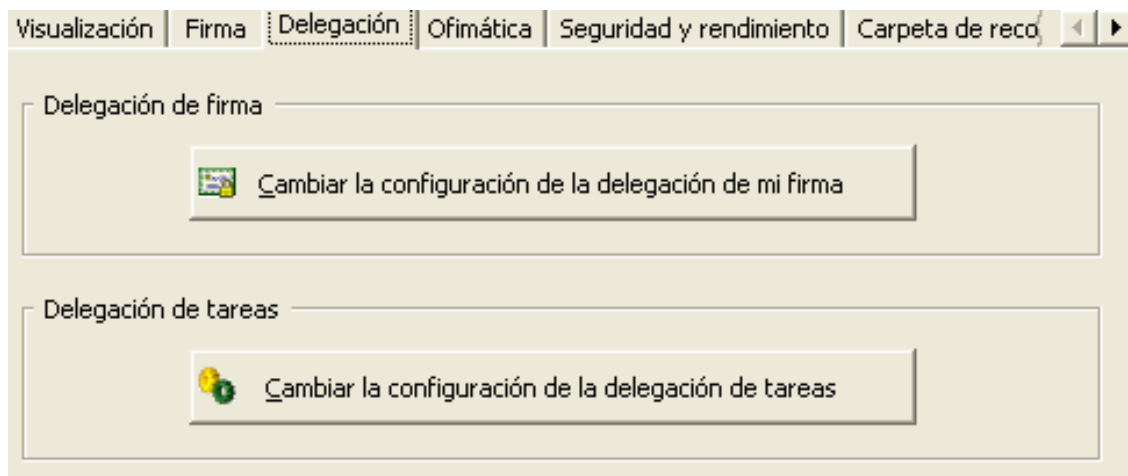 Visualización Firma Delegación Ofimática Seguridad y rendimiento Carpeta de reco
Delegación de firma
Cambiar la configuración de la delegación de mi firma
Delegación de tareas
Cambiar la configuración de la delegación de tareas